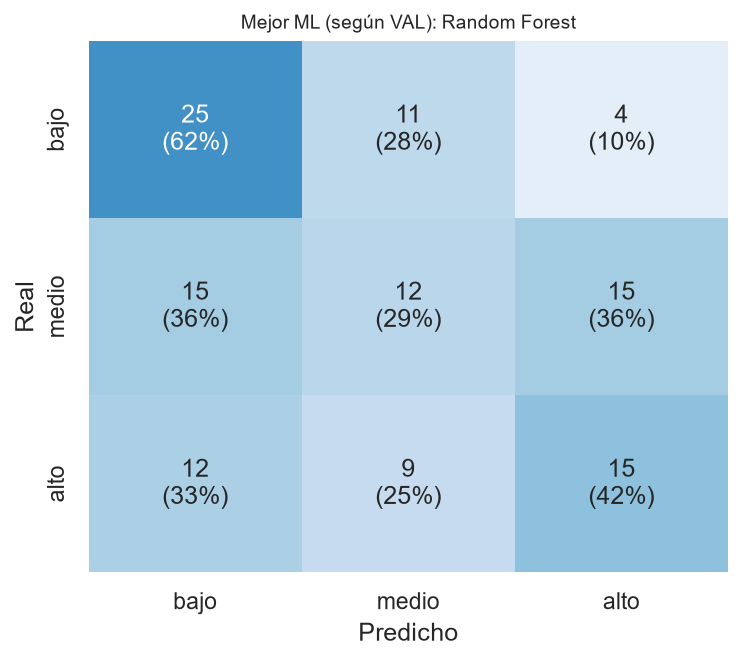 Mejor ML (según VAL): Random Forest
bajo
25
(62%)
11
(28%)
4
(10%)
Real
medio
15
(36%)
12
(29%)
15
(36%)
alto
12
(33%)
9
(25%)
15
(42%)
bajo
medio
alto
Predicho